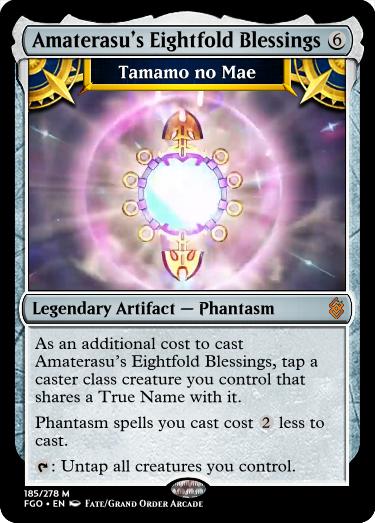 Amaterasu's Eightfold Blessings 6
Tamamo no Mae
Legendary Artifact — Phantasm
As an additional cost to cast
Amaterasu's Eightfold Blessings, tap a
caster class creature you control that
shares a True Name with it.
Phantasm spells you cast cost 2 less to
cast.
: Untap all creatures you control.
185/278 M
FGO • EN Fate/Grand Order Arcade